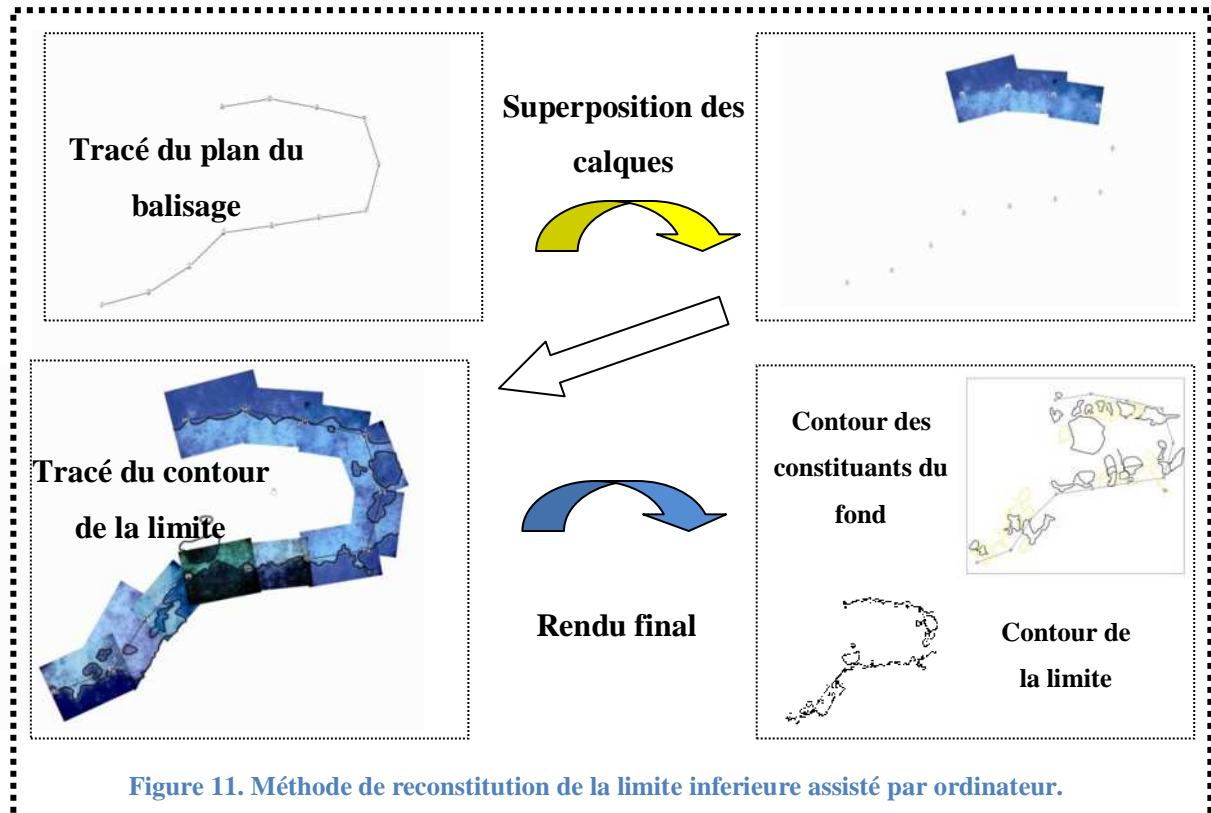 Tracé du plan du
balisage
Superposition des
calques
Tracé du contour
de la limite
Rendu final
Contour des
constituants du
fond
Contour de
la limite
Figure 11. Méthode de reconstitution de la limite inferieure assisté par ordinateur.